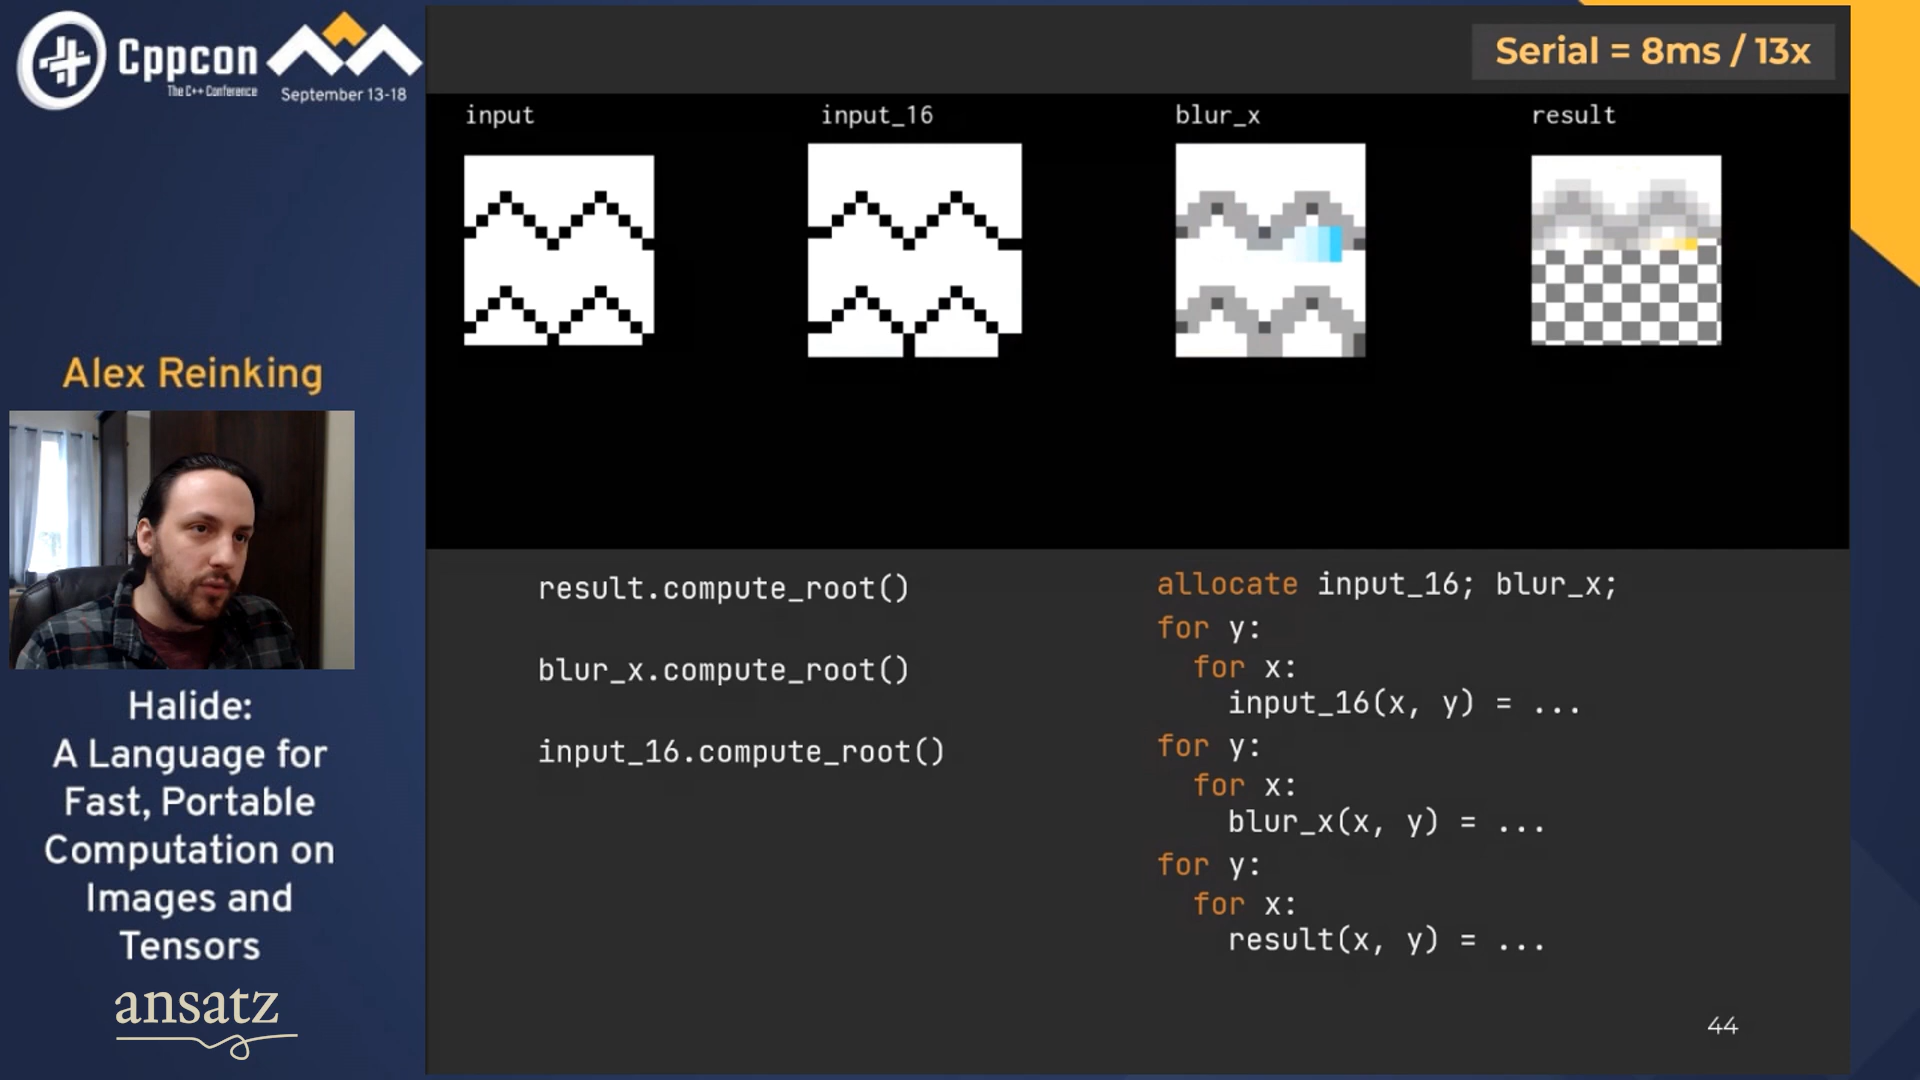 Cppcon
The C++ Conference
September 13-18
Serial = 8ms / 13x
input
input_16
blur_x
result
Alex Reinking
Halide:
A Language for
Fast, Portable
Computation on
Images and
Tensors
ansatz
result.compute_root()
blur_x.compute_root()
input_16.compute_root()
allocate input_16; blur_x;
for y:
  for x:
    input_16(x, y) = ...
for y:
  for x:
    blur_x(x, y) = ...
for y:
  for x:
    result(x, y) = ...
44